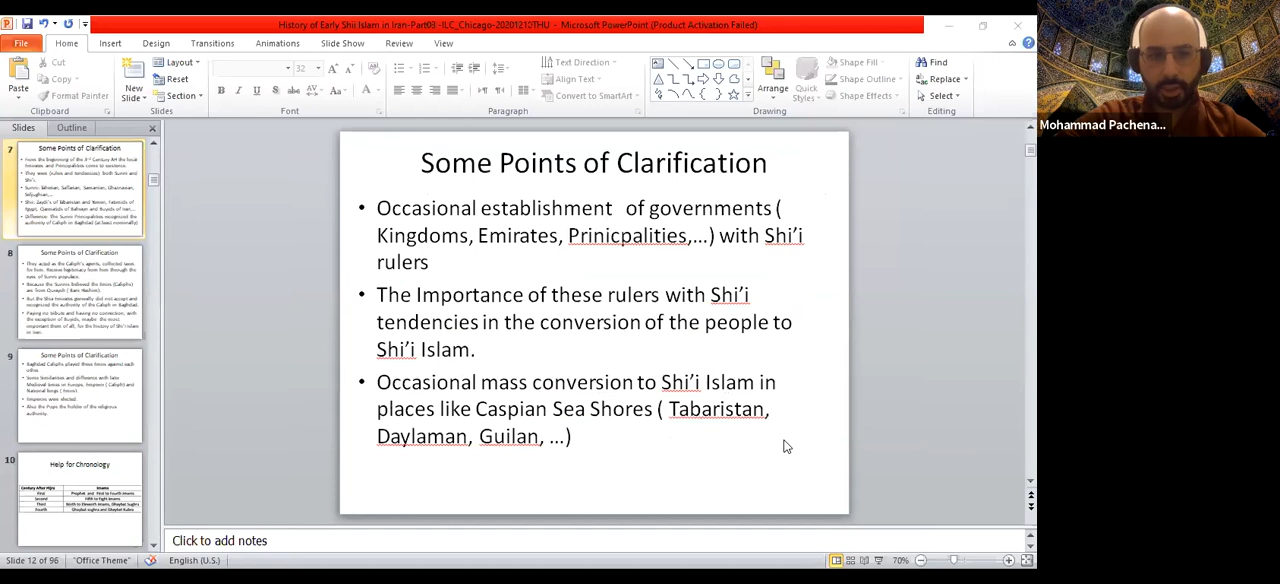 History of Early Shii Islam in Iran-Part03 -ILC_Chicago-20201213THU - Microsoft PowerPoint (Product Activation Failed)
File Home Insert Design Transitions Animations Slide Show Review View
Paste
Cut
Copy
Format Painter
Clipboard
New Slide
Layout
Reset
Section
Slides
32
Font
Text Direction
Align Text
Convert to SmartArt
Paragraph
Arrange
Quick Styles
Shape Fill
Shape Outline
Shape Effects
Drawing
Find
Replace
Select
Editing
Mohammad Pachena...
Slides Outline
7
Some Points of Clarification
8
Some Points of Clarification
9
Some Points of Clarification
10
Help for Chronology
Some Points of Clarification
• Occasional establishment of governments (
Kingdoms, Emirates, Prinicpalities,...) with Shi'i
rulers
• The Importance of these rulers with Shi'i
tendencies in the conversion of the people to
Shi'i Islam.
• Occasional mass conversion to Shi'i Islam in
places like Caspian Sea Shores ( Tabaristan,
Daylaman, Guilan, ...)
Click to add notes
Slide 12 of 96 "Office Theme" English (U.S.) 70%